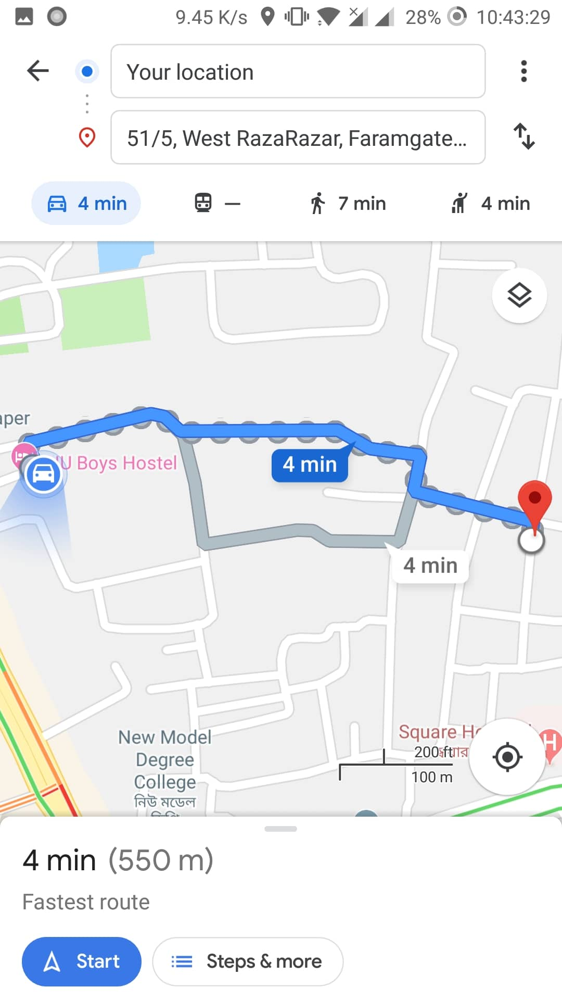 9.45 K/s 28% 10:43:29
Your location
51/5, West RazaRazar, Faramgate...
4 min — 7 min 4 min
aper
U Boys Hostel
4 min
4 min
New Model
Degree
College
নিউ মডেল
Square Ho
200 ft
100 m
H
4 min (550 m)
Fastest route
Start Steps & more